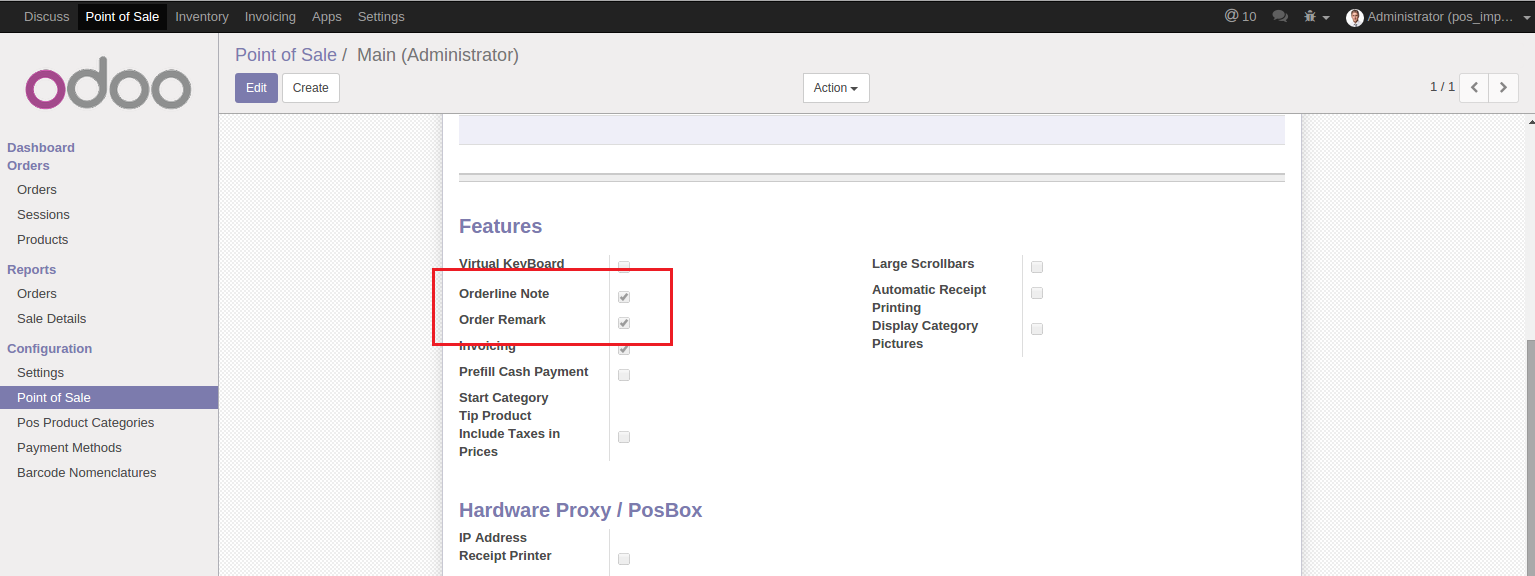 Discuss Point of Sale Inventory Invoicing Apps Settings @ 10 Administrator (pos_imp...
odoo
Point of Sale / Main (Administrator)
Edit Create Action 1 / 1
Dashboard
Orders
Orders
Sessions
Products
Reports
Orders
Sale Details
Configuration
Settings
Point of Sale
Pos Product Categories
Payment Methods
Barcode Nomenclatures
Features
Virtual KeyBoard
Orderline Note
Order Remark
Invoicing
Prefill Cash Payment
Start Category
Tip Product
Include Taxes in
Prices
Large Scrollbars
Automatic Receipt
Printing
Display Category
Pictures
Hardware Proxy / PosBox
IP Address
Receipt Printer